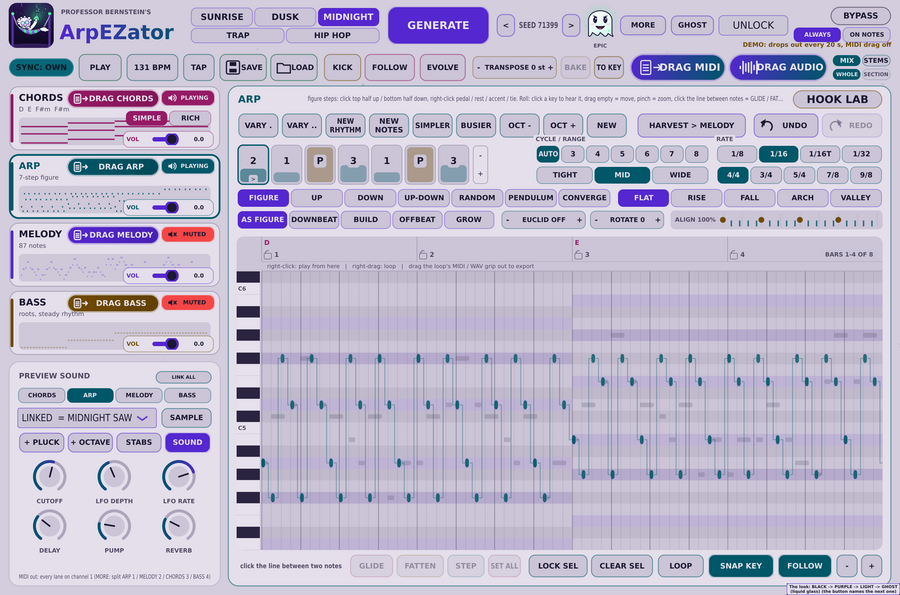 PROFESSOR BERNSTEIN'S
ArpEZator
SUNRISE DUSK MIDNIGHT
TRAP HIP HOP
GENERATE
< SEED 71399 >
EPIC
MORE GHOST UNLOCK
BYPASS
ALWAYS ON NOTES
DEMO: drops out every 20 s, MIDI drag off
SYNC: OWN PLAY 131 BPM TAP SAVE LOAD KICK FOLLOW EVOLVE - TRANSPOSE 0 st + BAKE TO KEY DRAG MIDI DRAG AUDIO
MIX STEMS
WHOLE SECTION
CHORDS DRAG CHORDS PLAYING
D E F#m F#m
SIMPLE RICH
VOL 0.0
ARP DRAG ARP PLAYING
7-step figure
VOL 0.0
MELODY DRAG MELODY MUTED
87 notes
VOL 0.0
BASS DRAG BASS MUTED
roots, steady rhythm
VOL 0.0
PREVIEW SOUND LINK ALL
CHORDS ARP MELODY BASS
LINKED = MIDNIGHT SAW SAMPLE
+ PLUCK + OCTAVE STABS SOUND
CUTOFF LFO DEPTH LFO RATE
DELAY PUMP REVERB
MIDI out: every lane on channel 1 (MORE: split ARP 1 / MELODY 2 / CHORDS 3 / BASS 4)
ARP
figure steps: click top half up / bottom half down, right-click pedal / rest / accent / tie. Roll: click a key to hear it, drag empty = move, pinch = zoom, click the line between notes = GLIDE / FAT...
HOOK LAB
VARY . VARY .. NEW RHYTHM NEW NOTES SIMPLER BUSIER OCT - OCT + NEW HARVEST > MELODY UNDO REDO
2 1 P 3 1 P 3 - +
>
CYCLE / RANGE RATE
AUTO 3 4 5 6 7 8 1/8 1/16 1/16T 1/32
TIGHT MID WIDE 4/4 3/4 5/4 7/8 9/8
FIGURE UP DOWN UP-DOWN RANDOM PENDULUM CONVERGE FLAT RISE FALL ARCH VALLEY
AS FIGURE DOWNBEAT BUILD OFFBEAT GROW - EUCLID OFF + - ROTATE 0 + ALIGN 100%
D E
1 2 3 4 BARS 1-4 OF 8
right-click: play from here | right-drag: loop | drag the loop's MIDI / WAV grip out to export
C6
C5
click the line between two notes GLIDE FATTEN STEP SET ALL LOCK SEL CLEAR SEL LOOP SNAP KEY FOLLOW - +
The look: BLACK -> PURPLE -> LIGHT -> GHOST
(liquid glass) (the button names the next one)